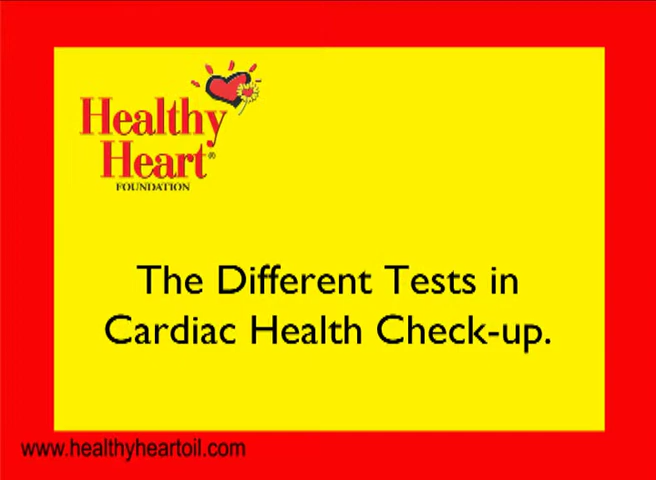 Healthy
Heart®
FOUNDATION
The Different Tests in
Cardiac Health Check-up.
www.healthyheartoil.com